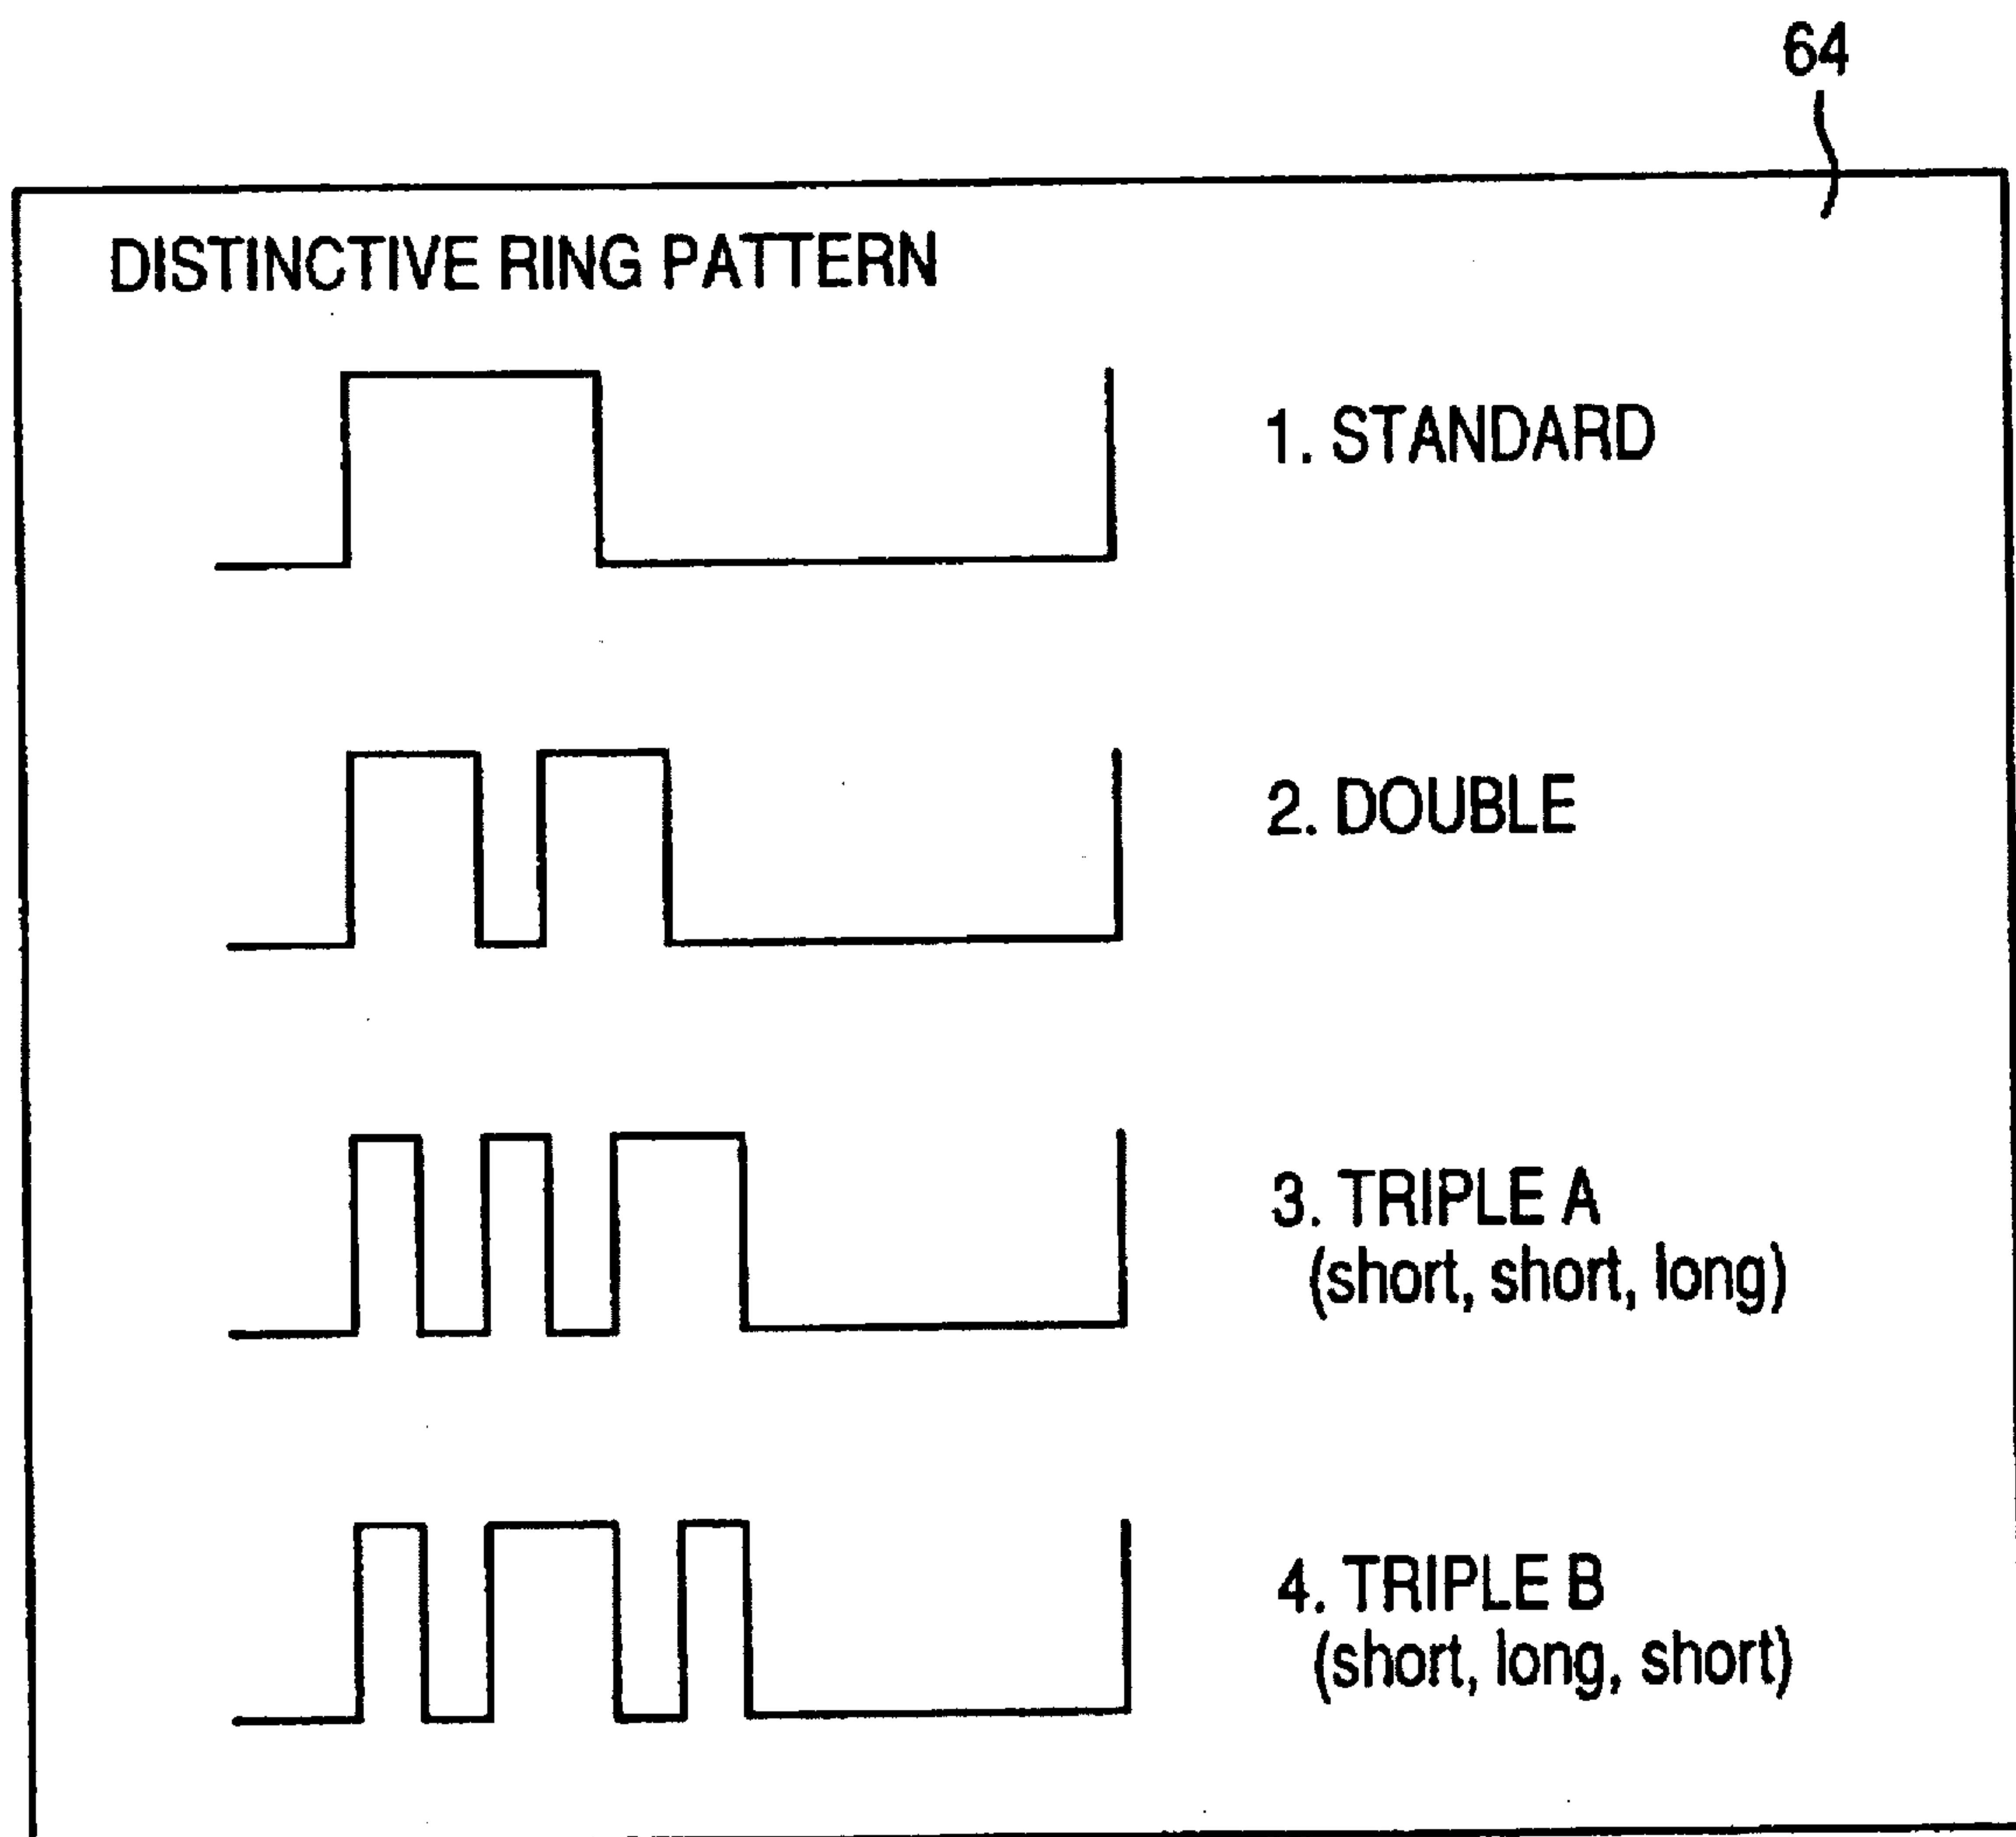 64
DISTINCTIVE RING PATTERN
1. STANDARD
2. DOUBLE
3. TRIPLE A
(short, short, long)
4. TRIPLE B
(short, long, short)